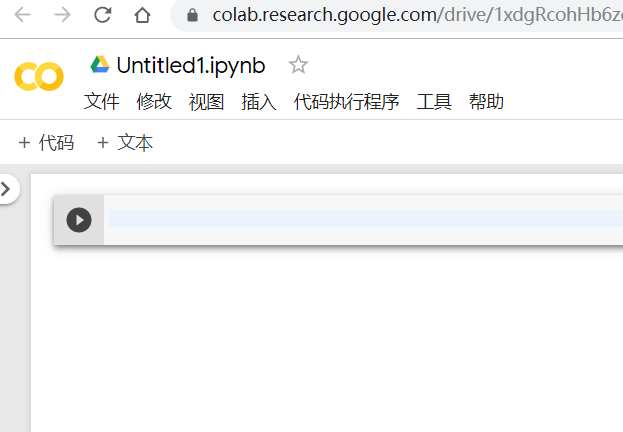 colab.research.google.com/drive/1xdgRcohHb6z
Untitled1.ipynb
文件 修改 视图 插入 代码执行程序 工具 帮助
+ 代码 + 文本